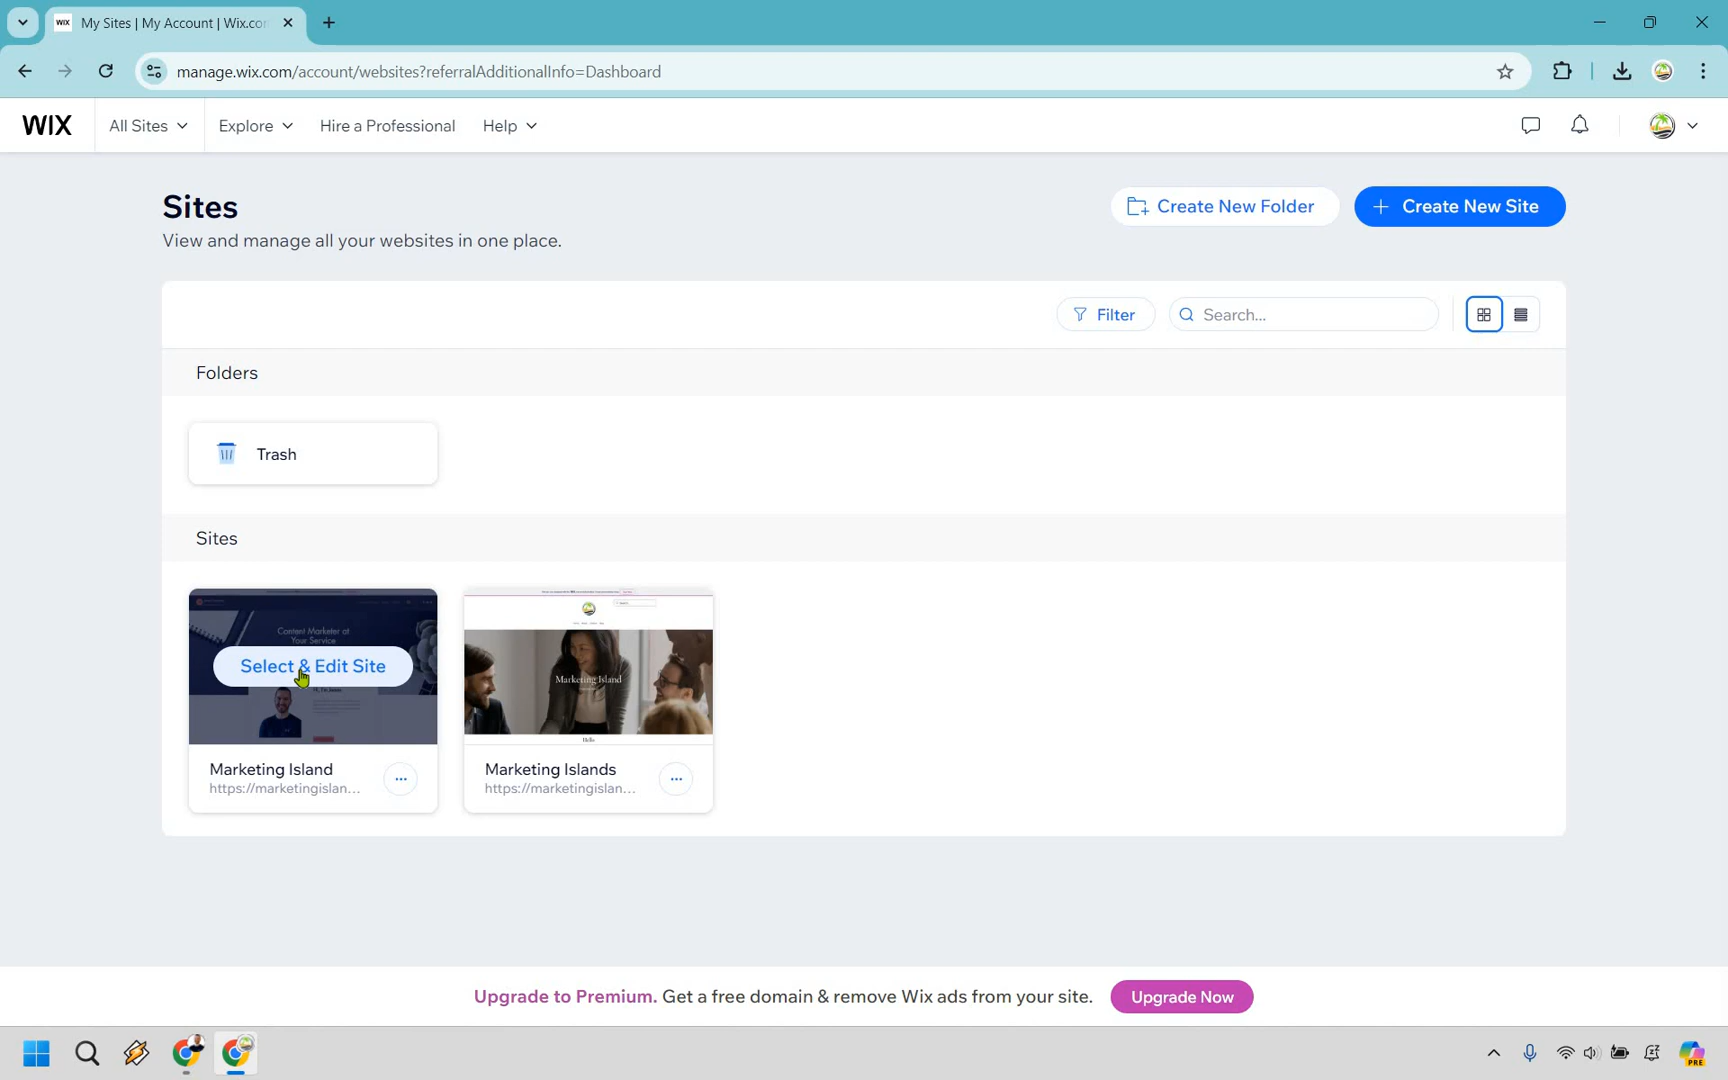 WIX My Sites | My Account | Wix.co
manage.wix.com/account/websites?referralAdditionalInfo=Dashboard
WIX All Sites Explore Hire a Professional Help
Sites
View and manage all your websites in one place.
Create New Folder
+ Create New Site
Filter
Search...
Folders
Trash
Sites
Content Marketer at
Your Service
Select & Edit Site
Marketing Island
Hello
Marketing Island
https://marketingislan...
Marketing Islands
https://marketingislan...
Upgrade to Premium. Get a free domain & remove Wix ads from your site.
Upgrade Now
PRE